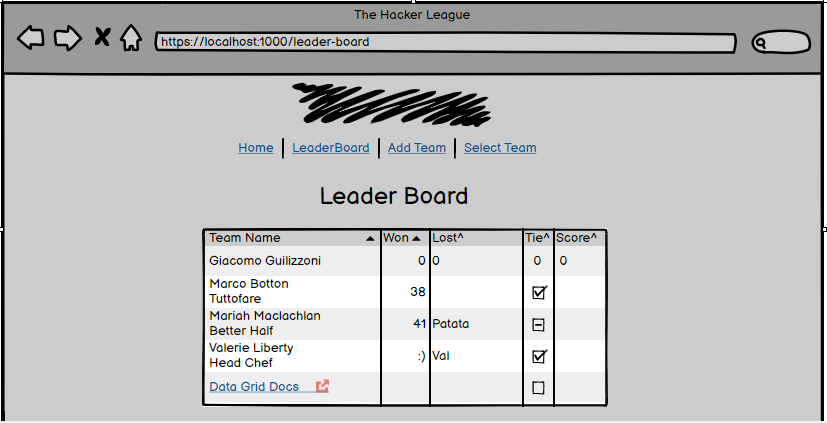 The Hacker League
https://localhost:1000/leader-board
Home LeaderBoard Add Team Select Team
Leader Board
Team Name Won Lost^ Tie^ Score^
Giacomo Guilizzoni 0 0 0 0
Marco Botton
Tuttofare 38
Mariah Maclachlan
Better Half 41 Patata
Valerie Liberty
Head Chef :) Val
Data Grid Docs